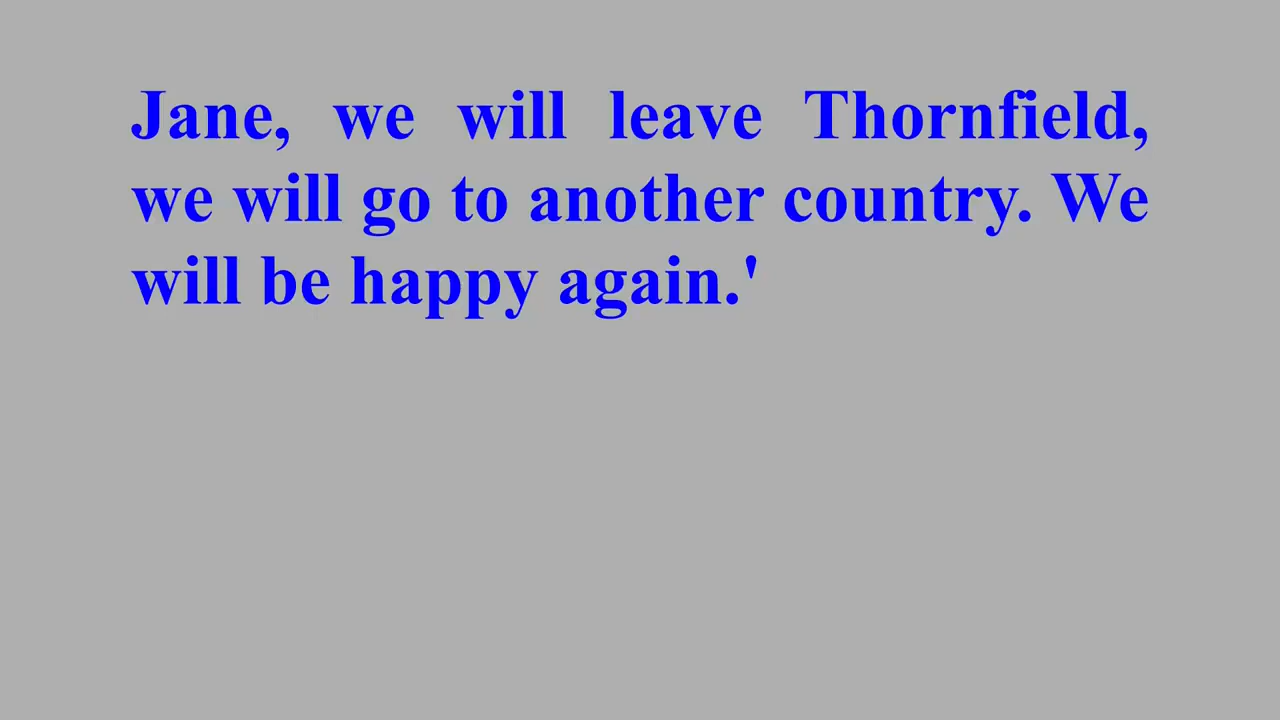 Jane, we will leave Thornfield,
we will go to another country. We
will be happy again.'